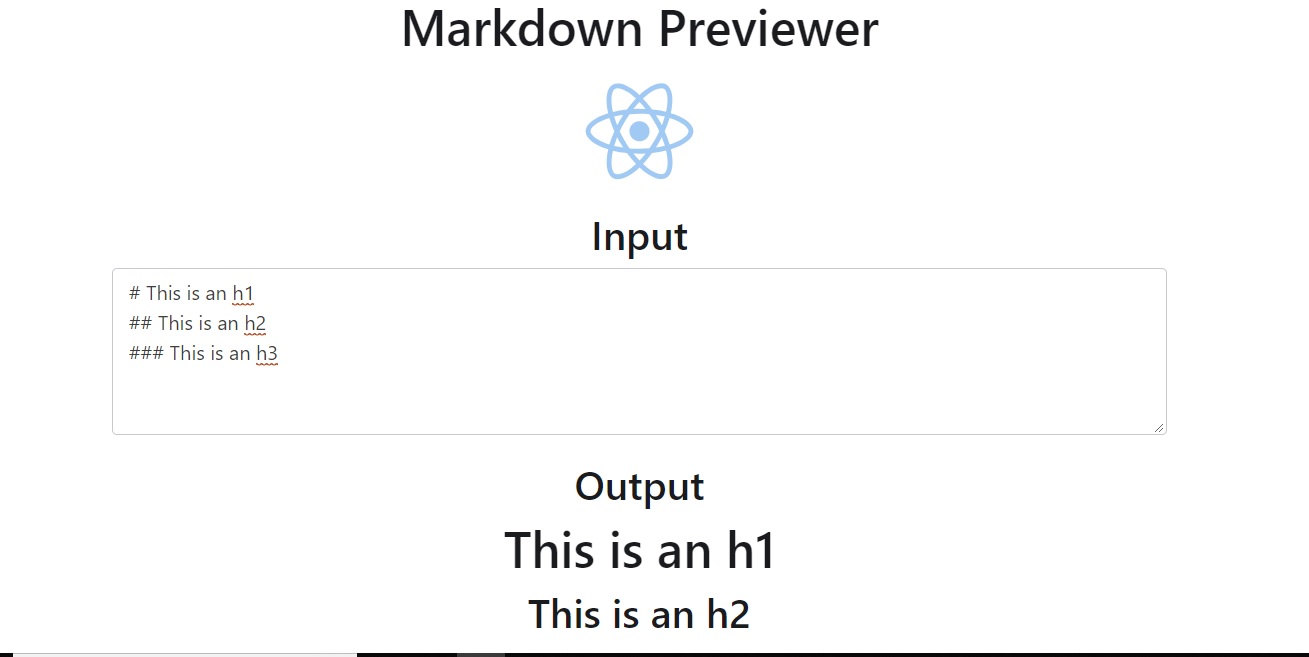 Markdown Previewer
Input
# This is an h1
## This is an h2
### This is an h3
Output
This is an h1
This is an h2